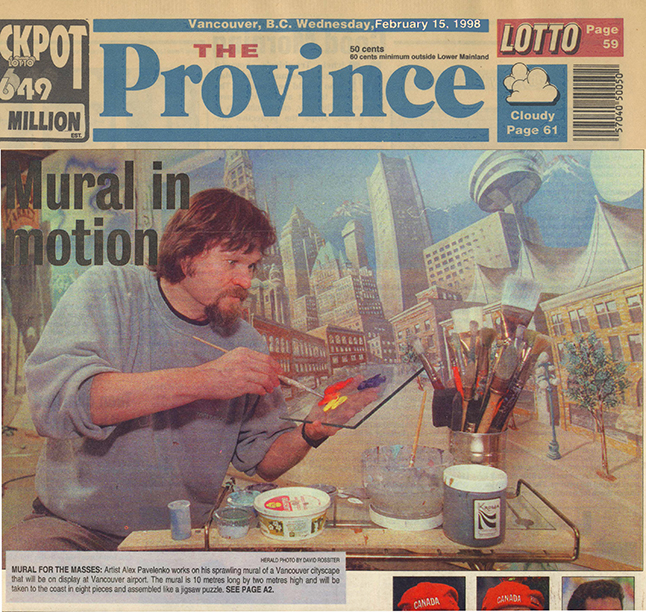 Vancouver, B.C. Wednesday, February 15. 1998
CKPOT
LOTTO
649
MILLION
EST.
THE
Province
50 cents
60 cents minimum outside Lower Mainland
LOTTO
Page
59
Cloudy
Page 61
57040 50050
Mural in
motion
HERALD PHOTO BY DAVID ROSSITER
MURAL FOR THE MASSES: Artist Alex Pavelenko works on his sprawling mural of a Vancouver cityscape
that will be on display at Vancouver airport. The mural is 10 metres long by two metres high and will be
taken to the coast in eight pieces and assembled like a jigsaw puzzle. SEE PAGE A2.
CANADA
CANADA